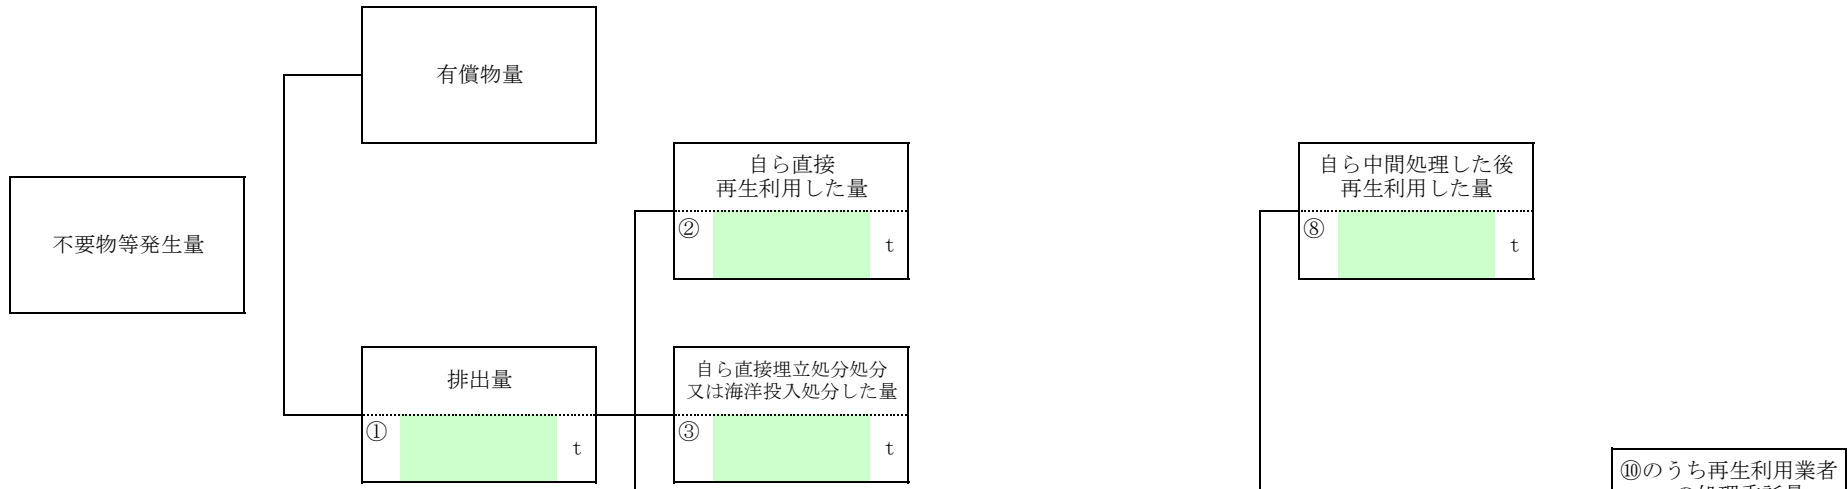 有償物量
自ら直接
再生利用した量
②
t
自ら中間処理した後
再生利用した量
⑧
t
不要物等発生量
排出量
①
t
自ら直接埋立処分処分
又は海洋投入処分した量
③
t
⑩のうち再生利用業者